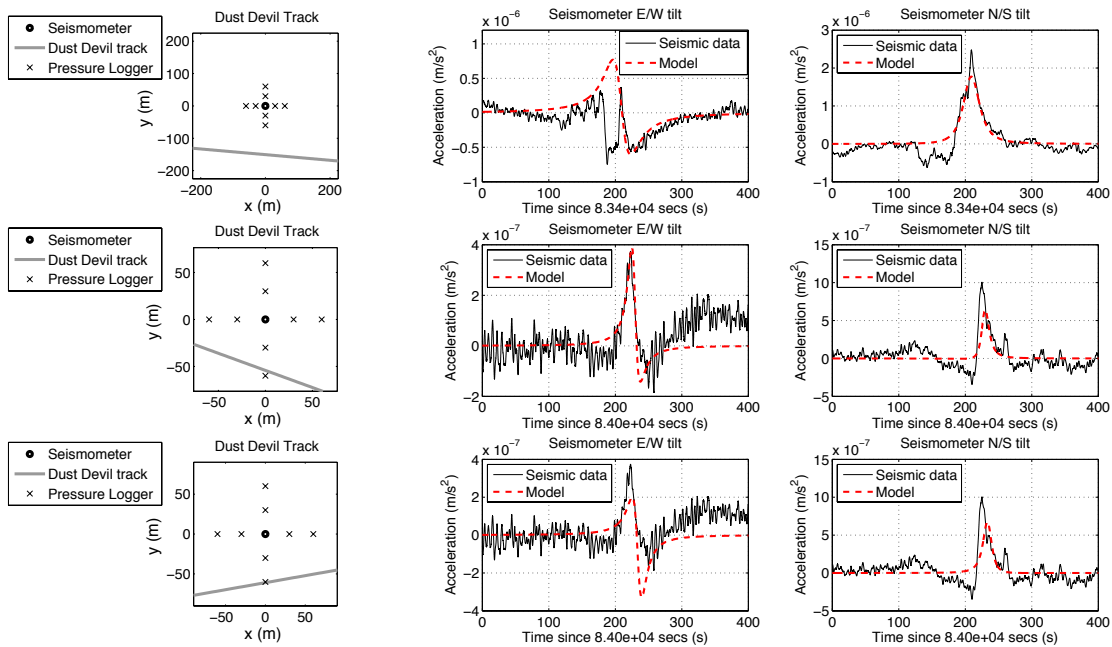 Dust Devil Track
Seismometer
Dust Devil track
Pressure Logger
y (m)
200
100
0
−100
−200
−200 0 200
x (m)
x 10⁻⁶
Seismometer E/W tilt
Seismic data
Model
Acceleration (m/s²)
1
0.5
0
−0.5
−1
0 100 200 300 400
Time since 8.34e+04 secs (s)
x 10⁻⁶
Seismometer N/S tilt
Seismic data
Model
Acceleration (m/s²)
3
2
1
0
−1
0 100 200 300 400
Time since 8.34e+04 secs (s)
Dust Devil Track
Seismometer
Dust Devil track
Pressure Logger
y (m)
50
0
−50
−50 0 50
x (m)
x 10⁻⁷
Seismometer E/W tilt
Seismic data
Model
Acceleration (m/s²)
4
2
0
−2
0 100 200 300 400
Time since 8.40e+04 secs (s)
x 10⁻⁷
Seismometer N/S tilt
Seismic data
Model
Acceleration (m/s²)
15
10
5
0
−5
0 100 200 300 400
Time since 8.40e+04 secs (s)
Dust Devil Track
Seismometer
Dust Devil track
Pressure Logger
y (m)
50
0
−50
−50 0 50
x (m)
x 10⁻⁷
Seismometer E/W tilt
Seismic data
Model
Acceleration (m/s²)
4
2
0
−2
−4
0 100 200 300 400
Time since 8.40e+04 secs (s)
x 10⁻⁷
Seismometer N/S tilt
Seismic data
Model
Acceleration (m/s²)
15
10
5
0
−5
0 100 200 300 400
Time since 8.40e+04 secs (s)